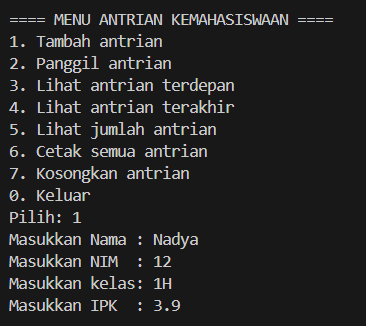 ==== MENU ANTRIAN KEMAHASISWAAN ====
1. Tambah antrian
2. Panggil antrian
3. Lihat antrian terdepan
4. Lihat antrian terakhir
5. Lihat jumlah antrian
6. Cetak semua antrian
7. Kosongkan antrian
0. Keluar
Pilih: 1
Masukkan Nama : Nadya
Masukkan NIM  : 12
Masukkan kelas: 1H
Masukkan IPK  : 3.9